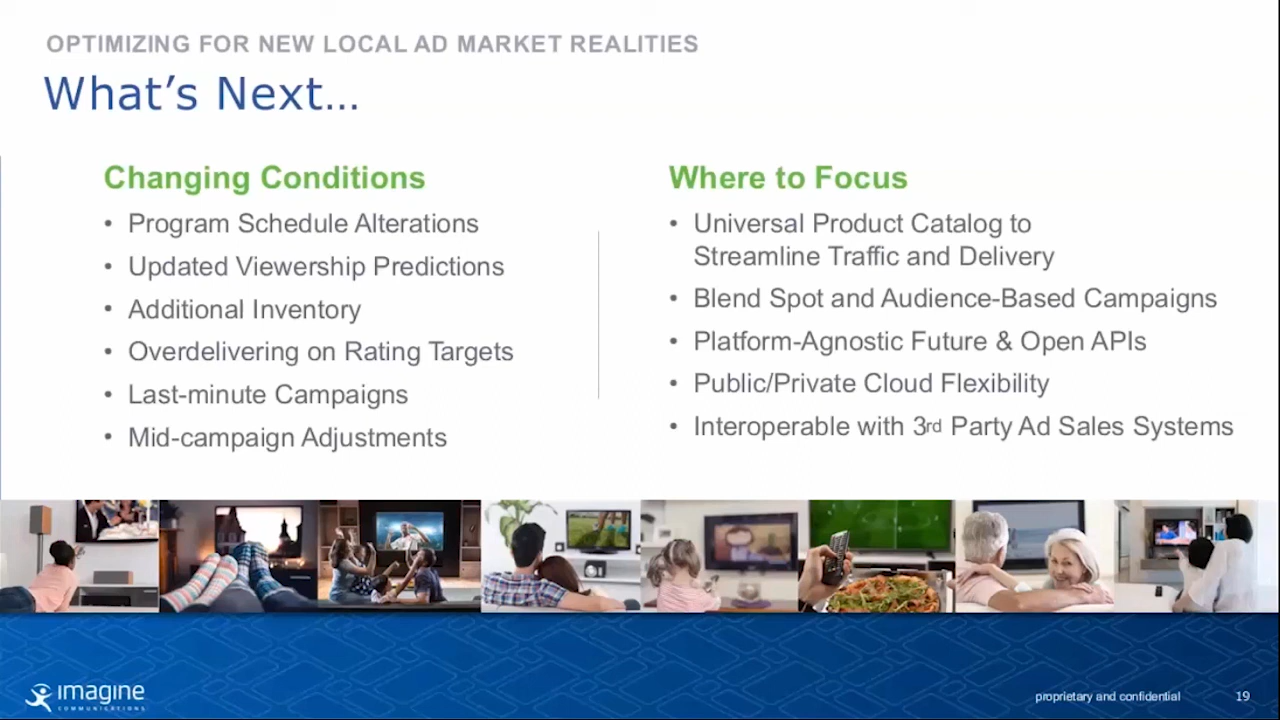 OPTIMIZING FOR NEW LOCAL AD MARKET REALITIES
What's Next...
Changing Conditions
• Program Schedule Alterations
• Updated Viewership Predictions
• Additional Inventory
• Overdelivering on Rating Targets
• Last-minute Campaigns
• Mid-campaign Adjustments
Where to Focus
• Universal Product Catalog to
Streamline Traffic and Delivery
• Blend Spot and Audience-Based Campaigns
• Platform-Agnostic Future & Open APIs
• Public/Private Cloud Flexibility
• Interoperable with 3rd Party Ad Sales Systems
imagine
COMMUNICATIONS
proprietary and confidential
19